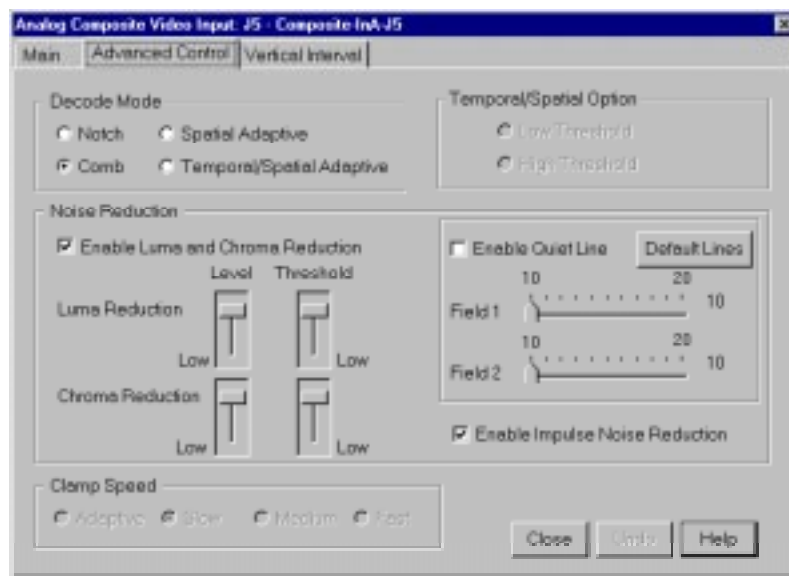 Analog Composite Video Input: J5 - Composite-InA-J5
Main Advanced Control Vertical Interval
Decode Mode
Notch Spatial Adaptive
Comb Temporal/Spatial Adaptive
Temporal/Spatial Option
Low Threshold
High Threshold
Noise Reduction
Enable Luma and Chroma Reduction
Level Threshold
Luma Reduction
Low Low
Chroma Reduction
Low Low
Enable Quiet Line Default Lines
10 20
Field 1 10
10 20
Field 2 10
Enable Impulse Noise Reduction
Clamp Speed
Adaptive Slow Medium Fast
Close Undo Help